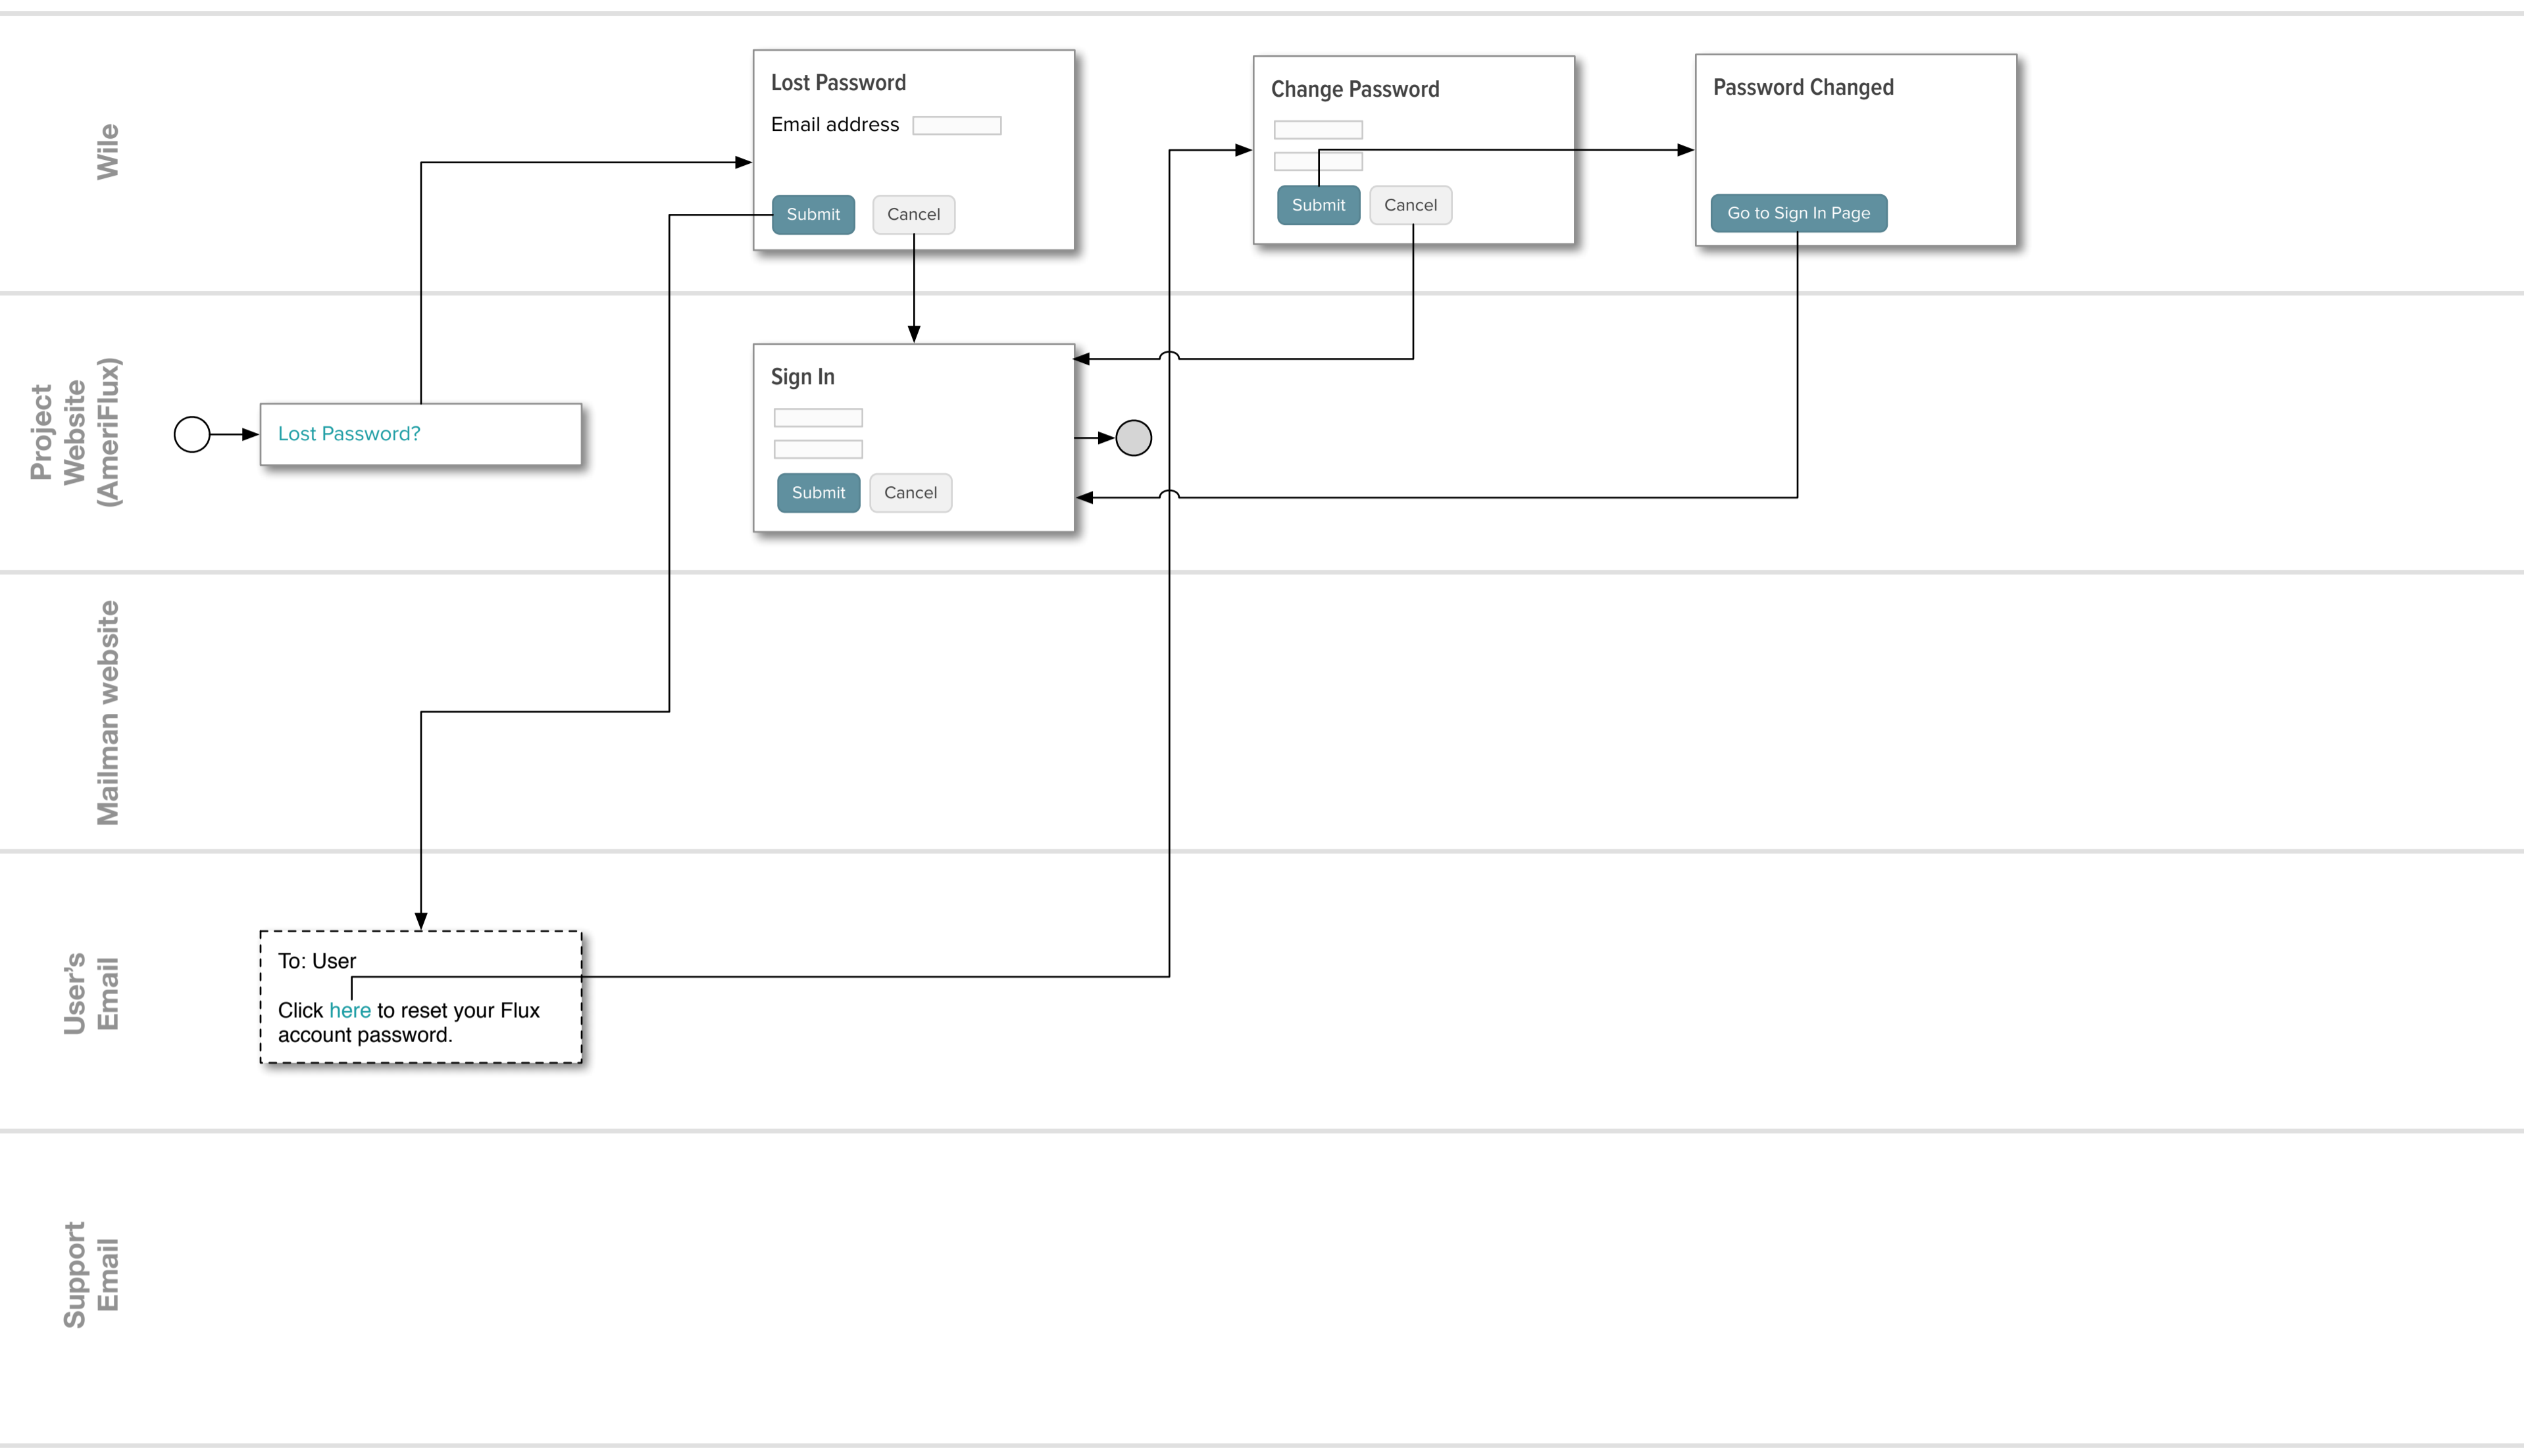 Wile
Lost Password
Email address
Submit
Cancel
Change Password
Submit
Cancel
Password Changed
Go to Sign In Page
Project
Website
(AmeriFlux)
Lost Password?
Sign In
Submit
Cancel
Mailman website
User’s
Email
To: User
Click here to reset your Flux
account password.
Support
Email